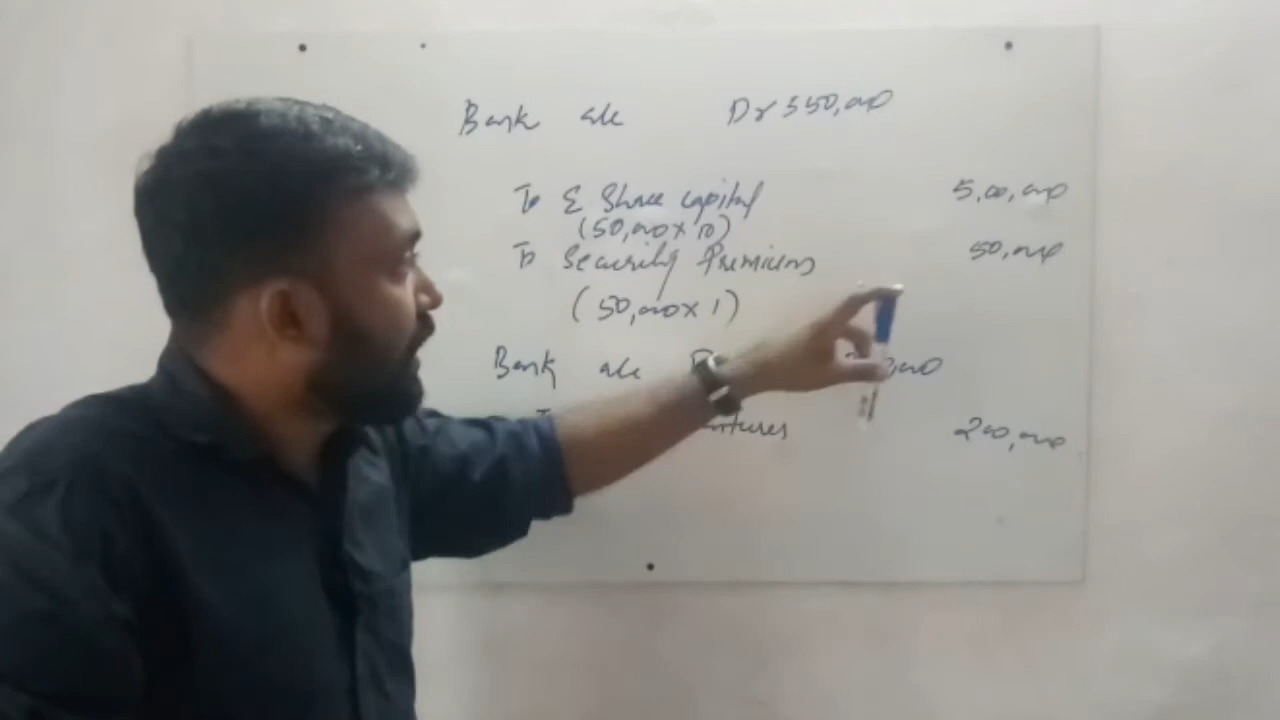 Bank a/c Dr 550,000
To E Share capital 5,00,000
(50,000 x 10)
To Security Premium 50,000
(50,000 x 1)
Bank a/c
200,000